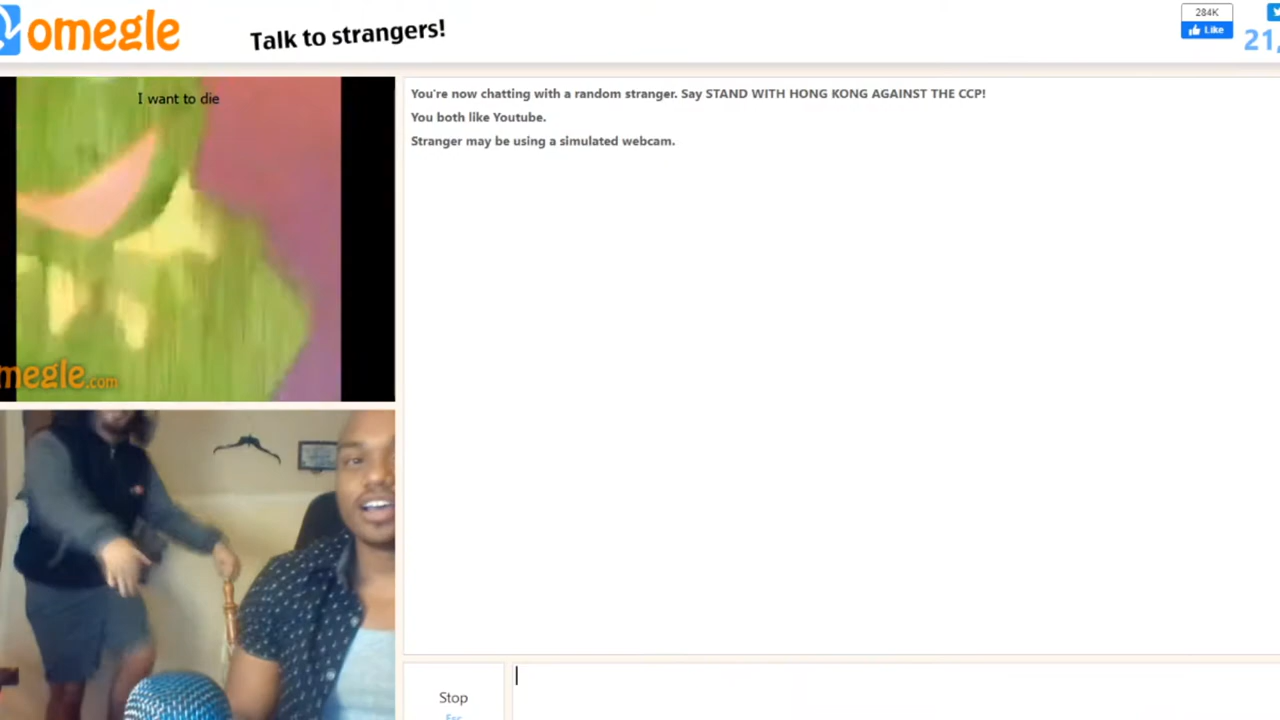 omegle
Talk to strangers!
284K
Like
21,
I want to die
You're now chatting with a random stranger. Say STAND WITH HONG KONG AGAINST THE CCP!
You both like Youtube.
Stranger may be using a simulated webcam.
megle.com
Stop
Esc